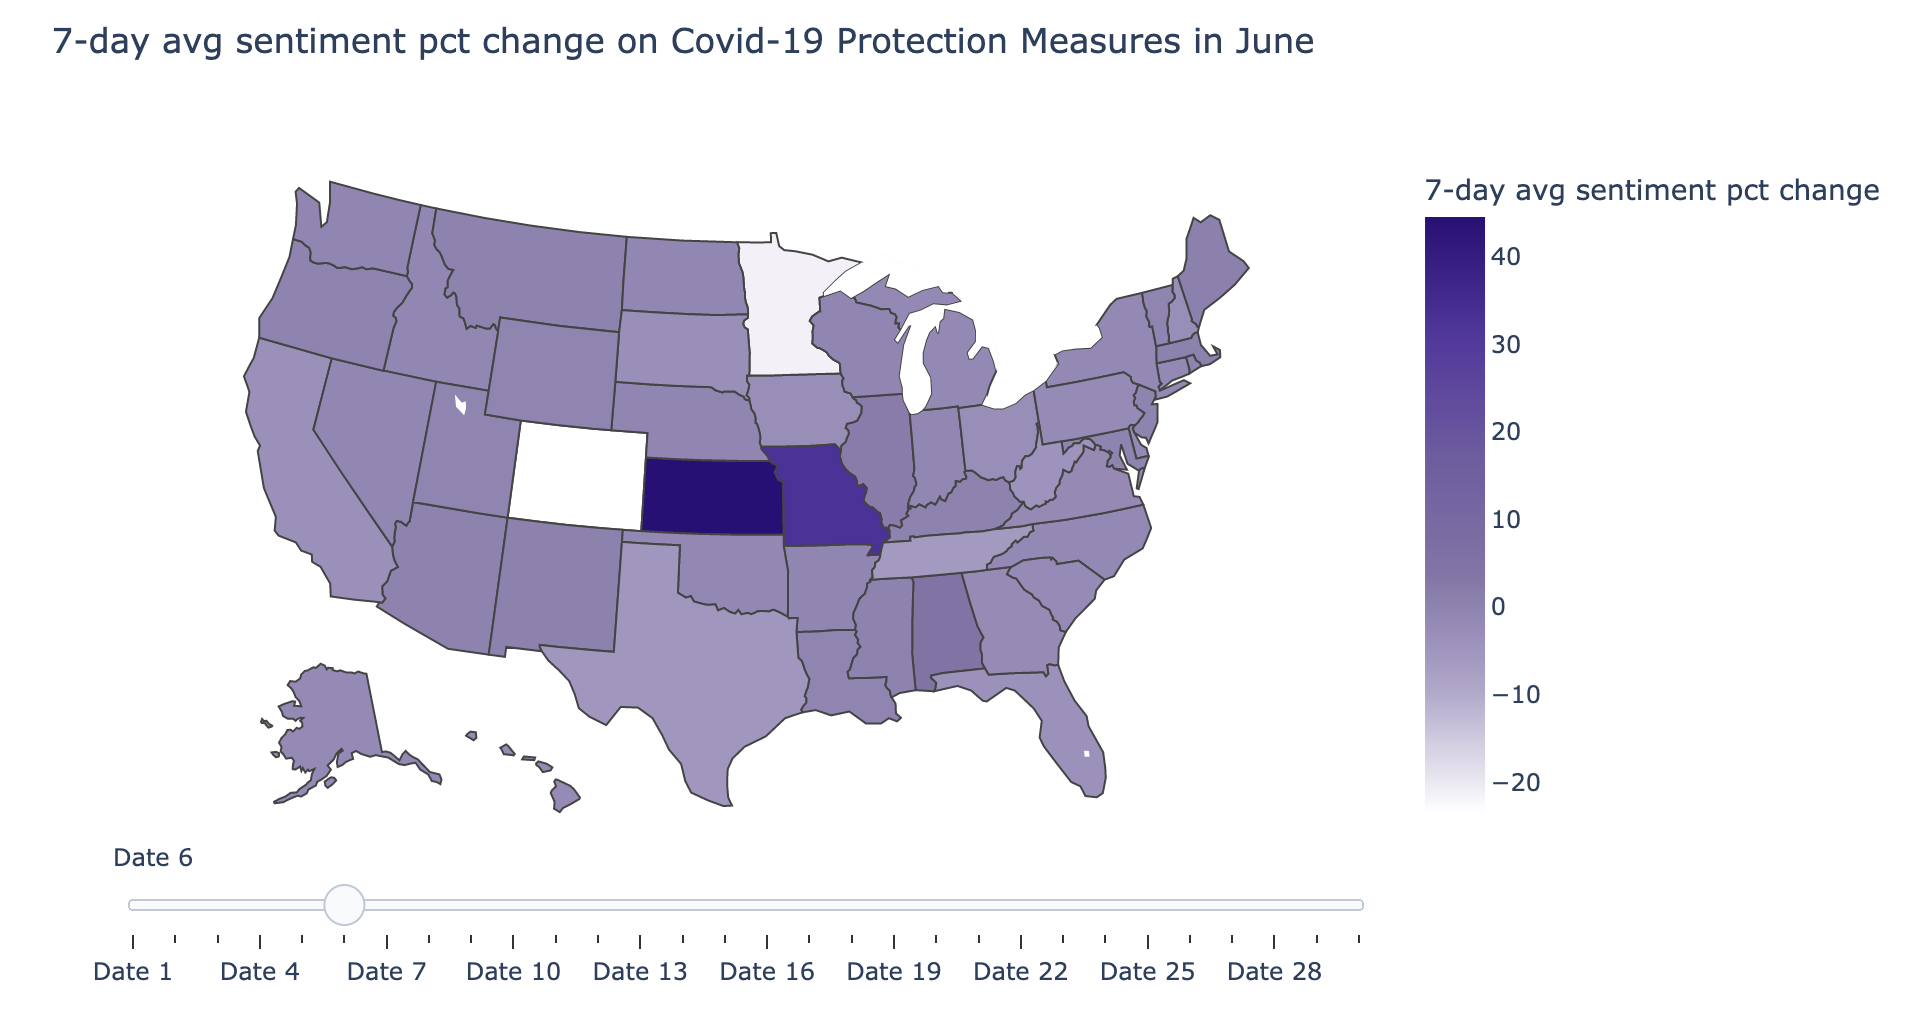 7-day avg sentiment pct change on Covid-19 Protection Measures in June
7-day avg sentiment pct change
40
30
20
10
0
−10
−20
Date 6
Date 1 Date 4 Date 7 Date 10 Date 13 Date 16 Date 19 Date 22 Date 25 Date 28